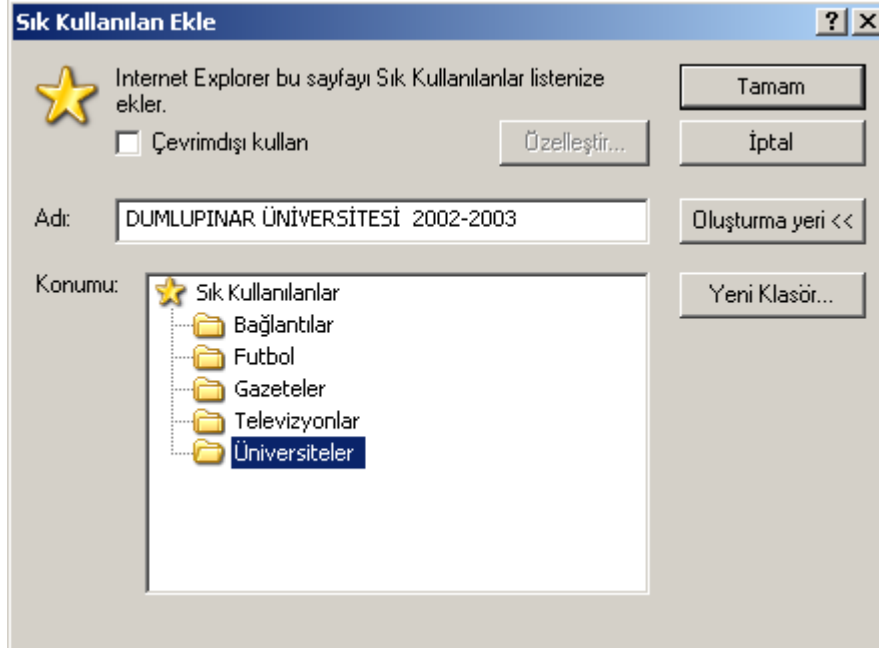 Sık Kullanılan Ekle
Internet Explorer bu sayfayı Sık Kullanılanlar listenize
ekler.
Tamam
Çevrimdışı kullan
Özelleştir...
İptal
Adı:
DUMLUPINAR ÜNİVERSİTESİ 2002-2003
Oluşturma yeri <<
Konumu:
Sık Kullanılanlar
Yeni Klasör...
Bağlantılar
Futbol
Gazeteler
Televizyonlar
Üniversiteler